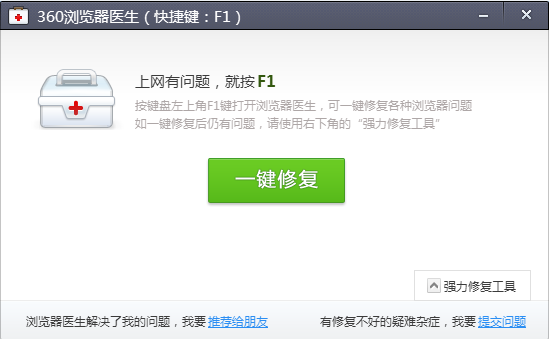 360浏览器医生（快捷键：F1）
上网有问题，就按 F1
按键盘左上角F1键打开浏览器医生，可一键修复各种浏览器问题
如一键修复后仍有问题，请使用右下角的“强力修复工具”
一键修复
强力修复工具
浏览器医生解决了我的问题，我要 推荐给朋友 有修复不好的疑难杂症，我要 提交问题